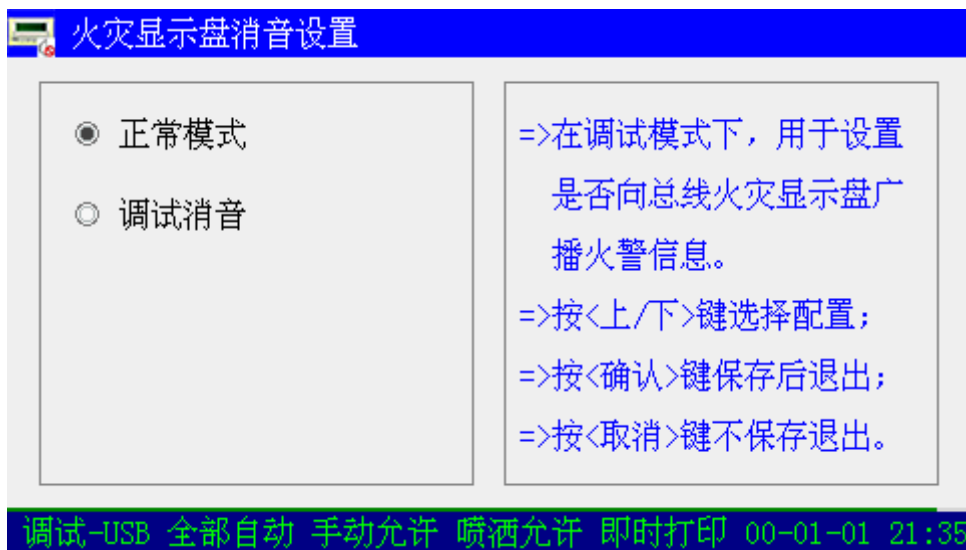 火灾显示盘消音设置
正常模式
调试消音
=>在调试模式下，用于设置
是否向总线火灾显示盘广
播火警信息。
=>按<上/下>键选择配置；
=>按<确认>键保存后退出；
=>按<取消>键不保存退出。
调试-USB 全部自动 手动允许 喷洒允许 即时打印 00-01-01 21:35